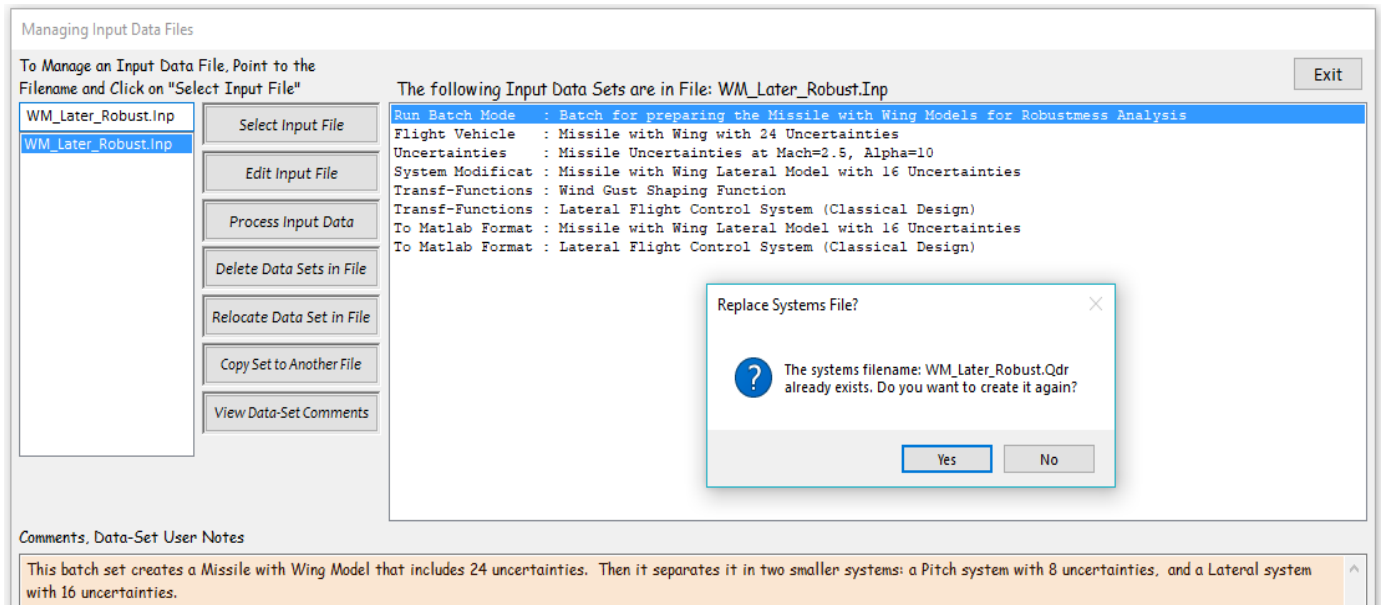 Managing Input Data Files
To Manage an Input Data File, Point to the
Filename and Click on "Select Input File"
The following Input Data Sets are in File: WM_Later_Robust.Inp
Exit
WM_Later_Robust.Inp
WM_Later_Robust.Inp
Select Input File
Edit Input File
Process Input Data
Delete Data Sets in File
Relocate Data Set in File
Copy Set to Another File
View Data-Set Comments
Run Batch Mode : Batch for preparing the Missile with Wing Models for Robustmess Analysis
Flight Vehicle : Missile with Wing with 24 Uncertainties
Uncertainties : Missile Uncertainties at Mach=2.5, Alpha=10
System Modificat : Missile with Wing Lateral Model with 16 Uncertainties
Transf-Functions : Wind Gust Shaping Function
Transf-Functions : Lateral Flight Control System (Classical Design)
To Matlab Format : Missile with Wing Lateral Model with 16 Uncertainties
To Matlab Format : Lateral Flight Control System (Classical Design)
Replace Systems File?
The systems filename: WM_Later_Robust.Qdr
already exists. Do you want to create it again?
Yes
No
Comments, Data-Set User Notes
This batch set creates a Missile with Wing Model that includes 24 uncertainties. Then it separates it in two smaller systems: a Pitch system with 8 uncertainties, and a Lateral system
with 16 uncertainties.